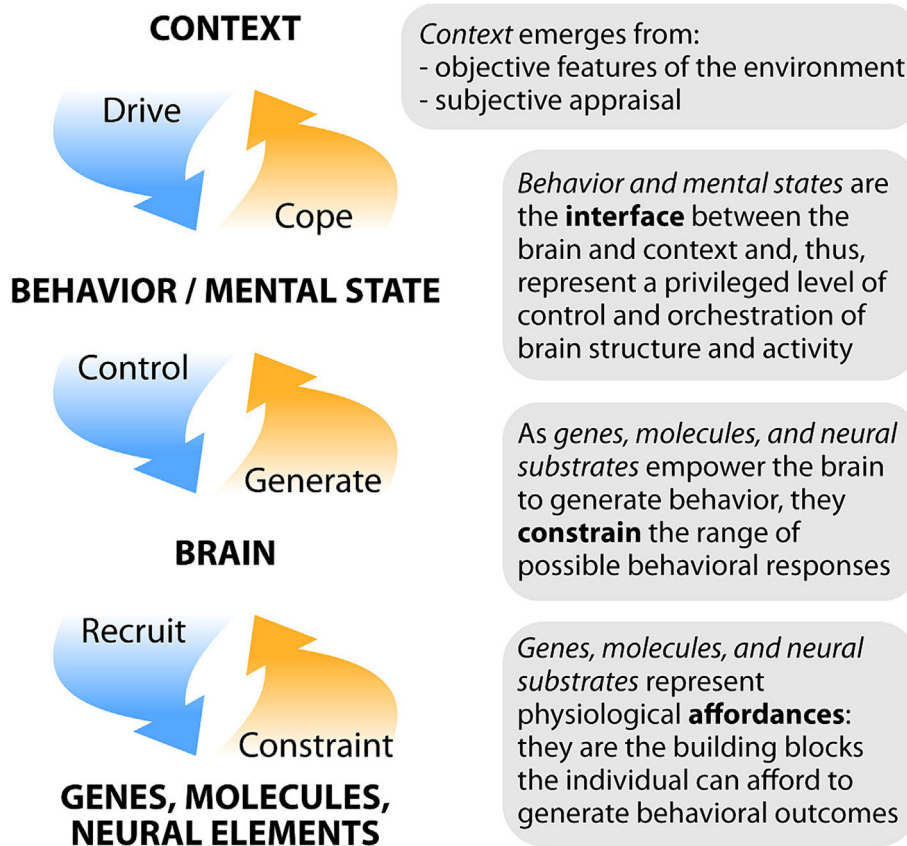 CONTEXT
Drive
Cope
BEHAVIOR / MENTAL STATE
Control
Generate
BRAIN
Recruit
Constraint
GENES, MOLECULES,
NEURAL ELEMENTS
Context emerges from:
- objective features of the environment
- subjective appraisal
Behavior and mental states are
the interface between the
brain and context and, thus,
represent a privileged level of
control and orchestration of
brain structure and activity
As genes, molecules, and neural
substrates empower the brain
to generate behavior, they
constrain the range of
possible behavioral responses
Genes, molecules, and neural
substrates represent
physiological affordances:
they are the building blocks
the individual can afford to
generate behavioral outcomes